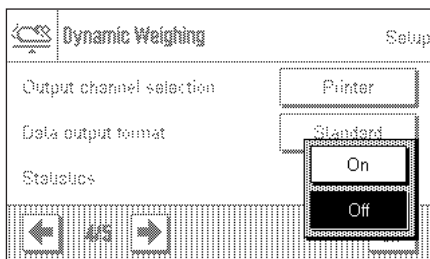 Dynamic Weighing Setup
Output channel selection Printer
Data output format Standard
Statistics On
Off
4/5